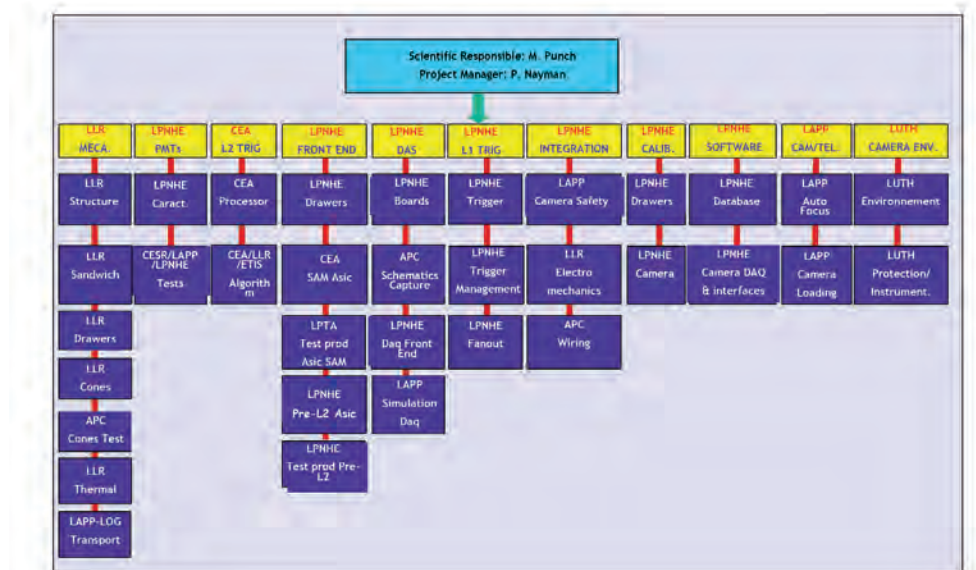 Scientific Responsible: M. Punch
Project Manager: P. Nayman
LLR
MECA.
LPNHE
PMTs
CEA
L2 TRIG
LPNHE
FRONT END
LPNHE
DAS
LPNHE
L1 TRIG.
LPNHE
INTEGRATION
LPNHE
CALIB.
LPNHE
SOFTWARE
LAPP
CAM/TEL.
LUTH
CAMERA ENV.
LLR
Structure
LPNHE
Caract.
CEA
Processor
LPNHE
Drawers
LPNHE
Boards
LPNHE
Trigger
LAPP
Camera Safety
LPNHE
Drawers
LPNHE
Database
LAPP
Auto
Focus
LUTH
Environnement
LLR
Sandwich
CESR/LAPP
/LPNHE
Tests
CEA/LLR
/ETIS
Algorith
m
CEA
SAM Asic
APC
Schematics
Capture
LPNHE
Trigger
Management
LLR
Electro
mechanics
LPNHE
Camera
LPNHE
Camera DAQ
& interfaces
LAPP
Camera
Loading
LUTH
Protection/
Instrument.
LLR
Drawers
LPTA
Test prod
Asic SAM
LPNHE
Daq Front
End
LPNHE
Fanout
APC
Wiring
LLR
Cones
LPNHE
Pre-L2 Asic
LAPP
Simulation
Daq
APC
Cones Test
LPNHE
Test prod Pre-
L2
LLR
Thermal
LAPP-LOG
Transport